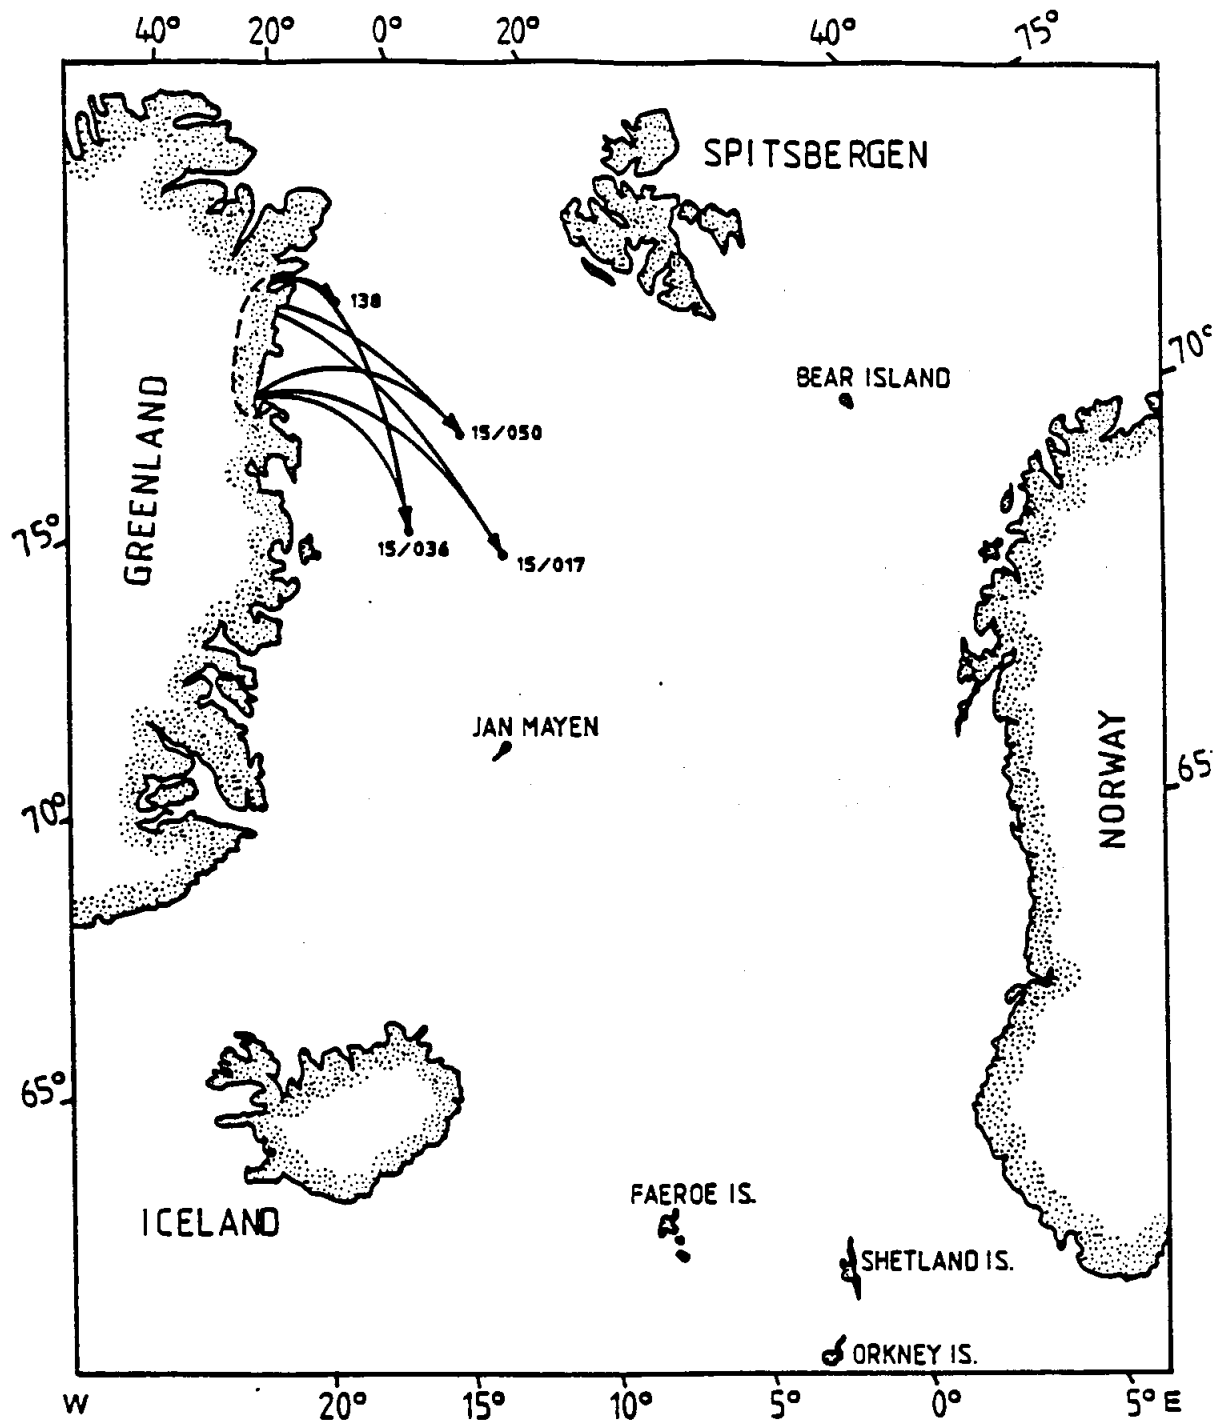 40° 20° 0° 20° 40° 75°
SPITSBERGEN
138
70°
BEAR ISLAND
GREENLAND
15/050
75°
15/036
15/017
JAN MAYEN
NORWAY
65°
70°
65°
FAEROE IS.
ICELAND
SHETLAND IS.
ORKNEY IS.
W 20° 15° 10° 5° 0° 5° E